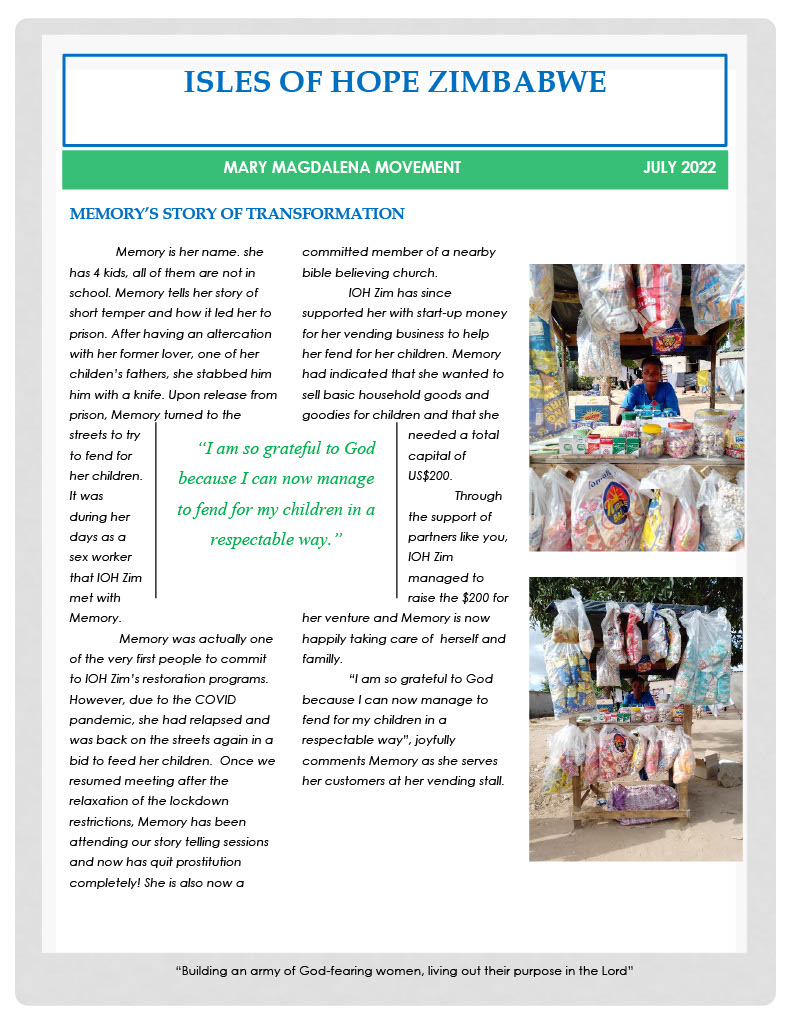 ISLES OF HOPE ZIMBABWE
MARY MAGDALENA MOVEMENT JULY 2022
MEMORY'S STORY OF TRANSFORMATION
Memory is her name. she
has 4 kids, all of them are not in
school. Memory tells her story of
short temper and how it led her to
prison. After having an altercation
with her former lover, one of her
childen's fathers, she stabbed him
him with a knife. Upon release from
prison, Memory turned to the
streets to try
to fend for
her children.
It was
during her
days as a
sex worker
that IOH Zim
met with
Memory.
Memory was actually one
of the very first people to commit
to IOH Zim's restoration programs.
However, due to the COVID
pandemic, she had relapsed and
was back on the streets again in a
bid to feed her children. Once we
resumed meeting after the
relaxation of the lockdown
restrictions, Memory has been
attending our story telling sessions
and now has quit prostitution
completely! She is also now a
committed member of a nearby
bible believing church.
IOH Zim has since
supported her with start-up money
for her vending business to help
her fend for her children. Memory
had indicated that she wanted to
sell basic household goods and
goodies for children and that she
needed a total
capital of
US$200.
Through
the support of
partners like you,
IOH Zim
managed to
raise the $200 for
her venture and Memory is now
happily taking care of herself and
familly.
"I am so grateful to God
because I can now manage to
fend for my children in a
respectable way", joyfully
comments Memory as she serves
her customers at her vending stall.
"I am so grateful to God
because I can now manage
to fend for my children in a
respectable way."
"Building an army of God-fearing women, living out their purpose in the Lord"